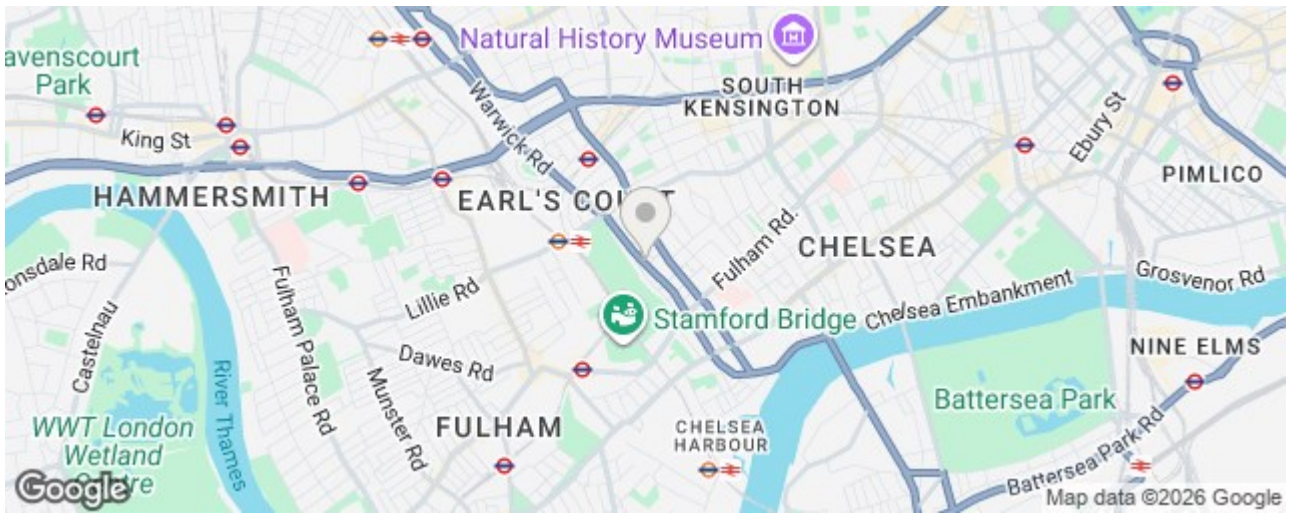 Natural History Museum
avenscourt
Park
SOUTH
KENSINGTON
Warwick Rd
Ebury St
King St
PIMLICO
HAMMERSMITH
EARL'S CO
T
Fulham Rd.
CHELSEA
onsdale Rd
Grosvenor Rd
Lillie Rd
Chelsea Embankment
Castelnau
Fulham Palace Rd
Stamford Bridge
NINE ELMS
Dawes Rd
River Thames
Munster Rd
Battersea Park
WWT London
Wetland
Centre
FULHAM
CHELSEA
HARBOUR
Battersea Park Rd
Google
Map data ©2026 Google